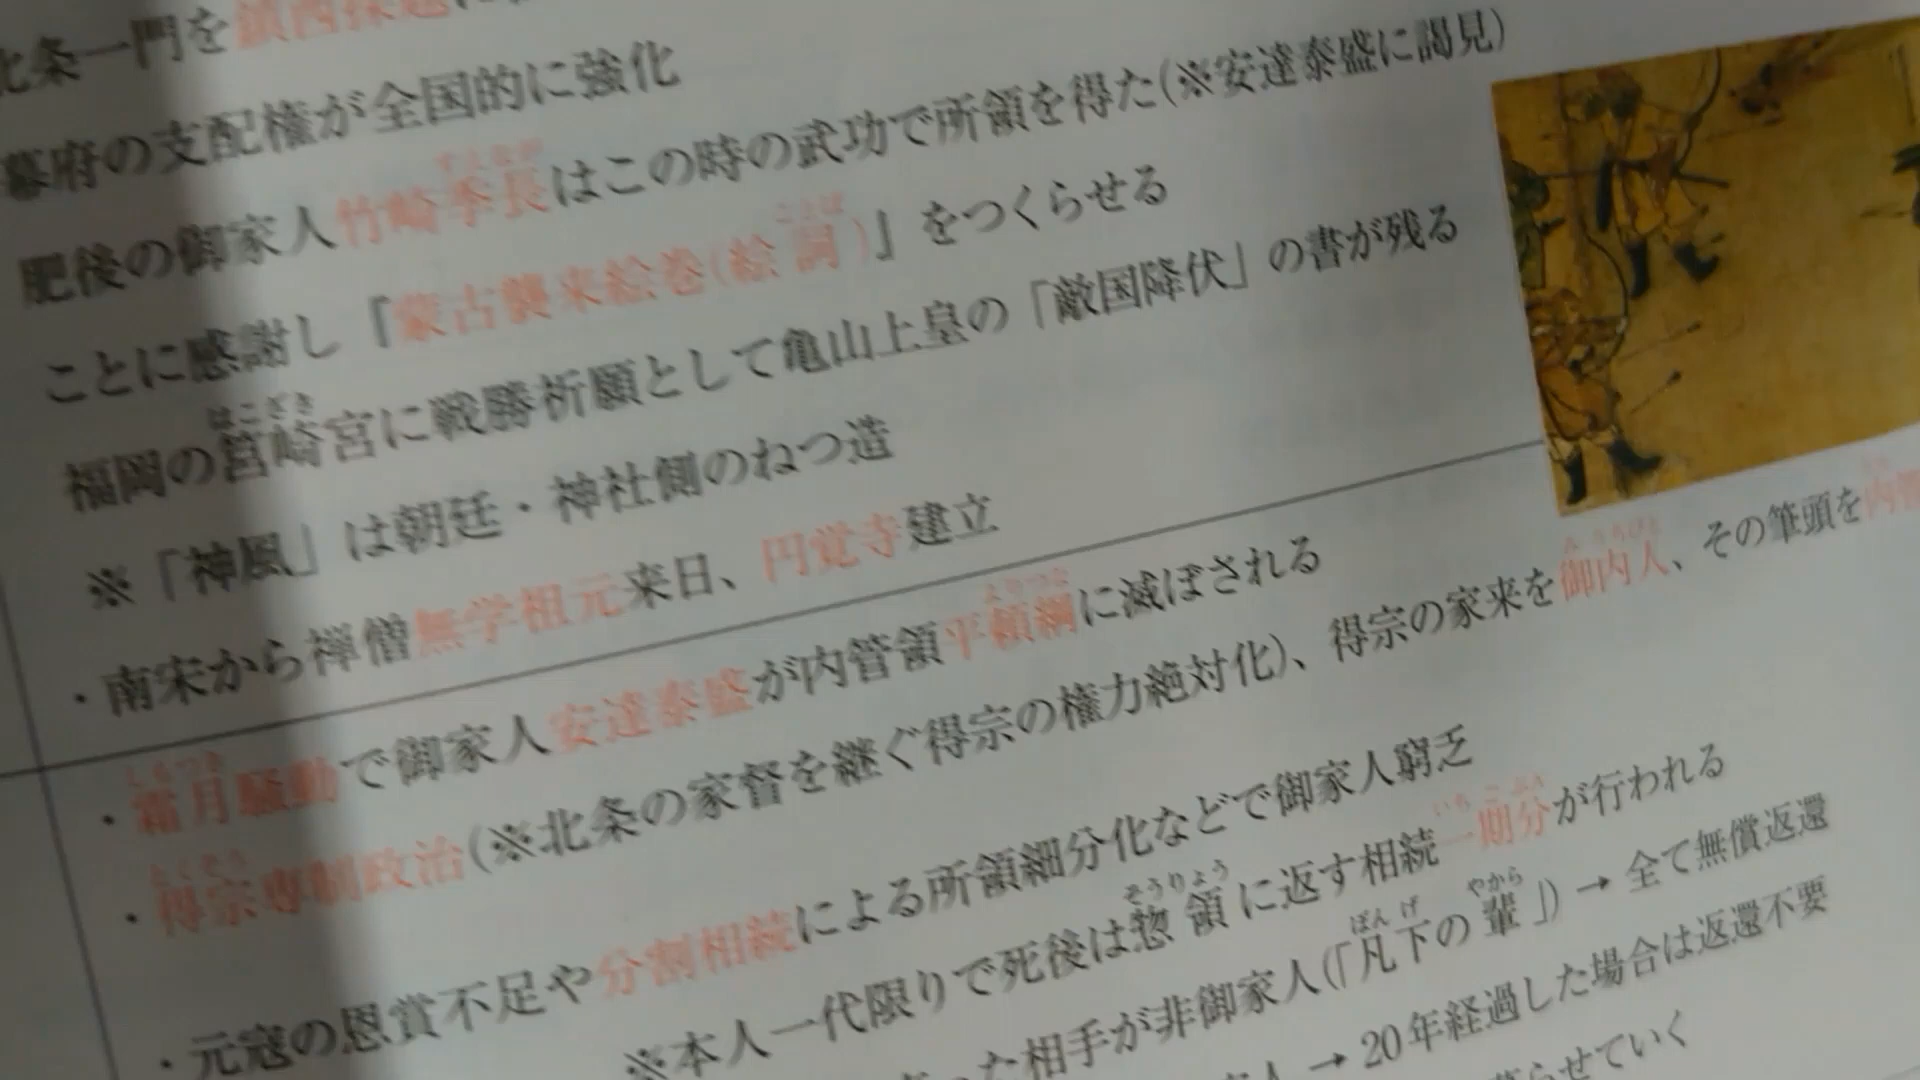 北条一門を鎮西探題に
幕府の支配権が全国的に強化
肥後の御家人竹崎季長はこの時の武功で所領を得た(※安達泰盛に謁見)
ことに感謝し『蒙古襲来絵巻(絵詞)』をつくらせる
福岡の筥崎宮に戦勝祈願として亀山上皇の「敵国降伏」の書が残る
※「神風」は朝廷・神社側のねつ造
・南宋から禅僧無学祖元来日、円覚寺建立
・霜月騒動で御家人安達泰盛が内管領平頼綱に滅ぼされる
・得宗専制政治(※北条の家督を継ぐ得宗の権力絶対化)、得宗の家来を御内人、その筆頭を内管
・元寇の恩賞不足や分割相続による所領細分化などで御家人窮乏
※本人一代限りで死後は惣領に返す相続一期分が行われる
った相手が非御家人(「凡下の輩」)→全て無償返還
人→20年経過した場合は返還不要
らせていく